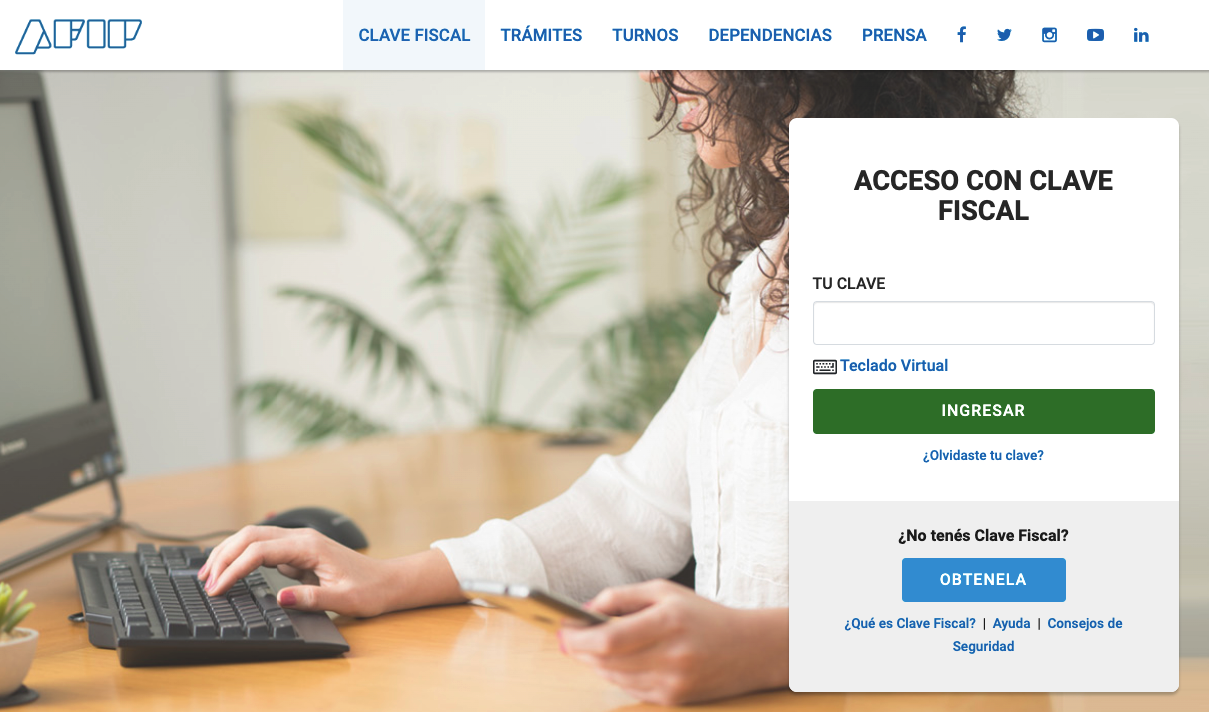 AFIP
CLAVE FISCAL
TRÁMITES
TURNOS
DEPENDENCIAS
PRENSA
ACCESO CON CLAVE
FISCAL
TU CLAVE
Teclado Virtual
INGRESAR
¿Olvidaste tu clave?
¿No tenés Clave Fiscal?
OBTENELA
¿Qué es Clave Fiscal? | Ayuda | Consejos de
Seguridad